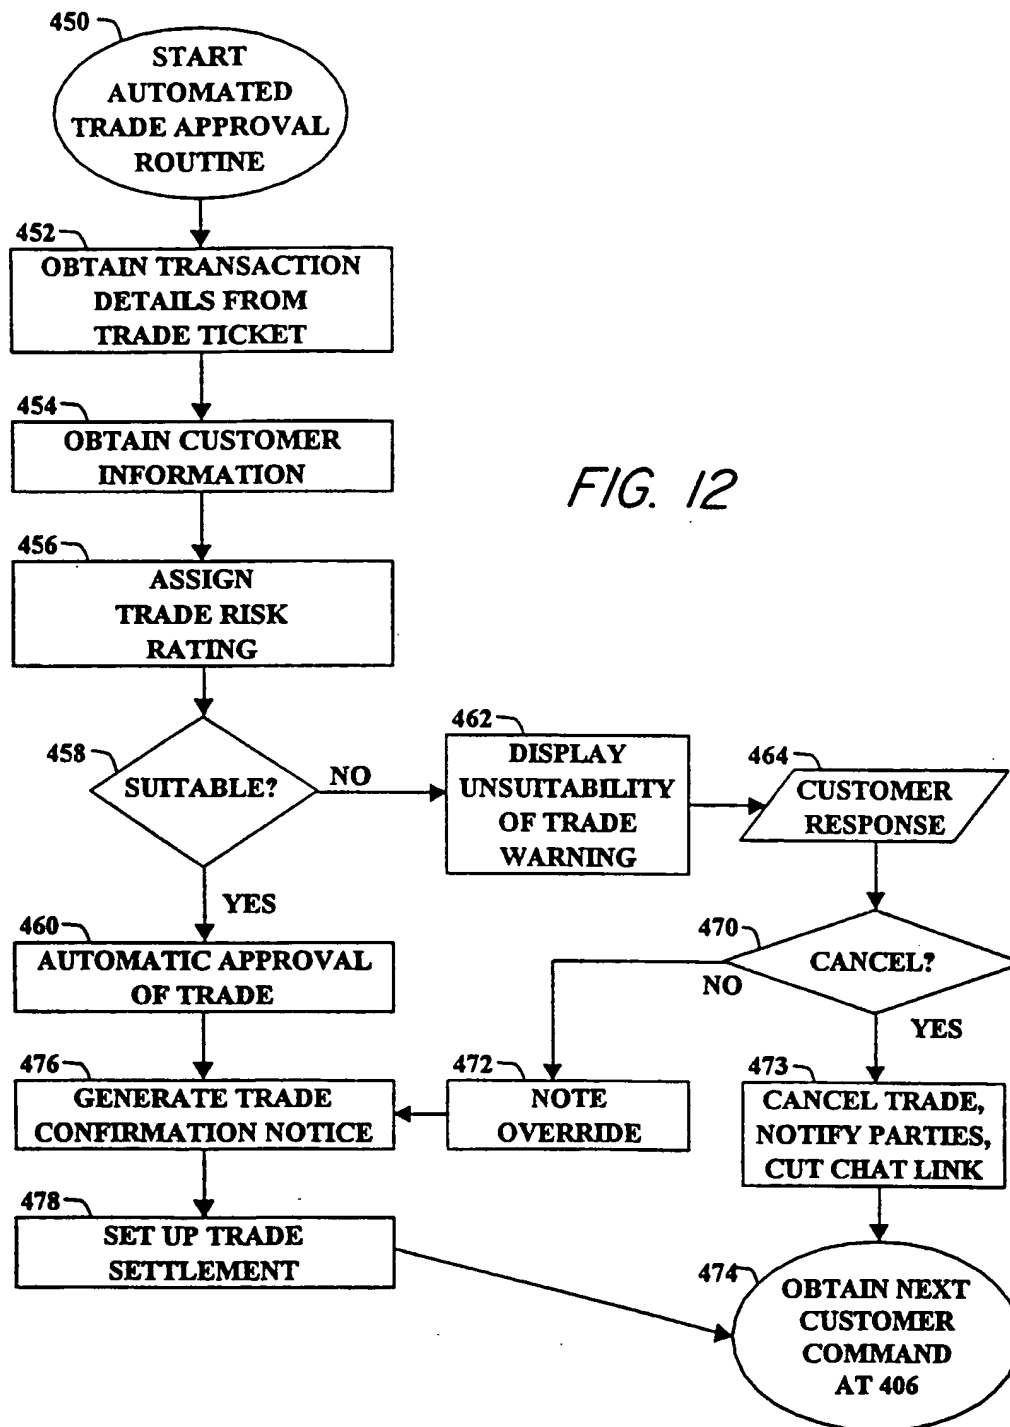 450
START
AUTOMATED
TRADE APPROVAL
ROUTINE
452
OBTAIN TRANSACTION
DETAILS FROM
TRADE TICKET
454
OBTAIN CUSTOMER
INFORMATION
FIG. 12
456
ASSIGN
TRADE RISK
RATING
458
SUITABLE?
NO
462
DISPLAY
UNSUITABILITY
OF TRADE
WARNING
464
CUSTOMER
RESPONSE
YES
460
AUTOMATIC APPROVAL
OF TRADE
470
CANCEL?
NO
YES
476
GENERATE TRADE
CONFIRMATION NOTICE
472
NOTE
OVERRIDE
473
CANCEL TRADE,
NOTIFY PARTIES,
CUT CHAT LINK
478
SET UP TRADE
SETTLEMENT
474
OBTAIN NEXT
CUSTOMER
COMMAND
AT 406